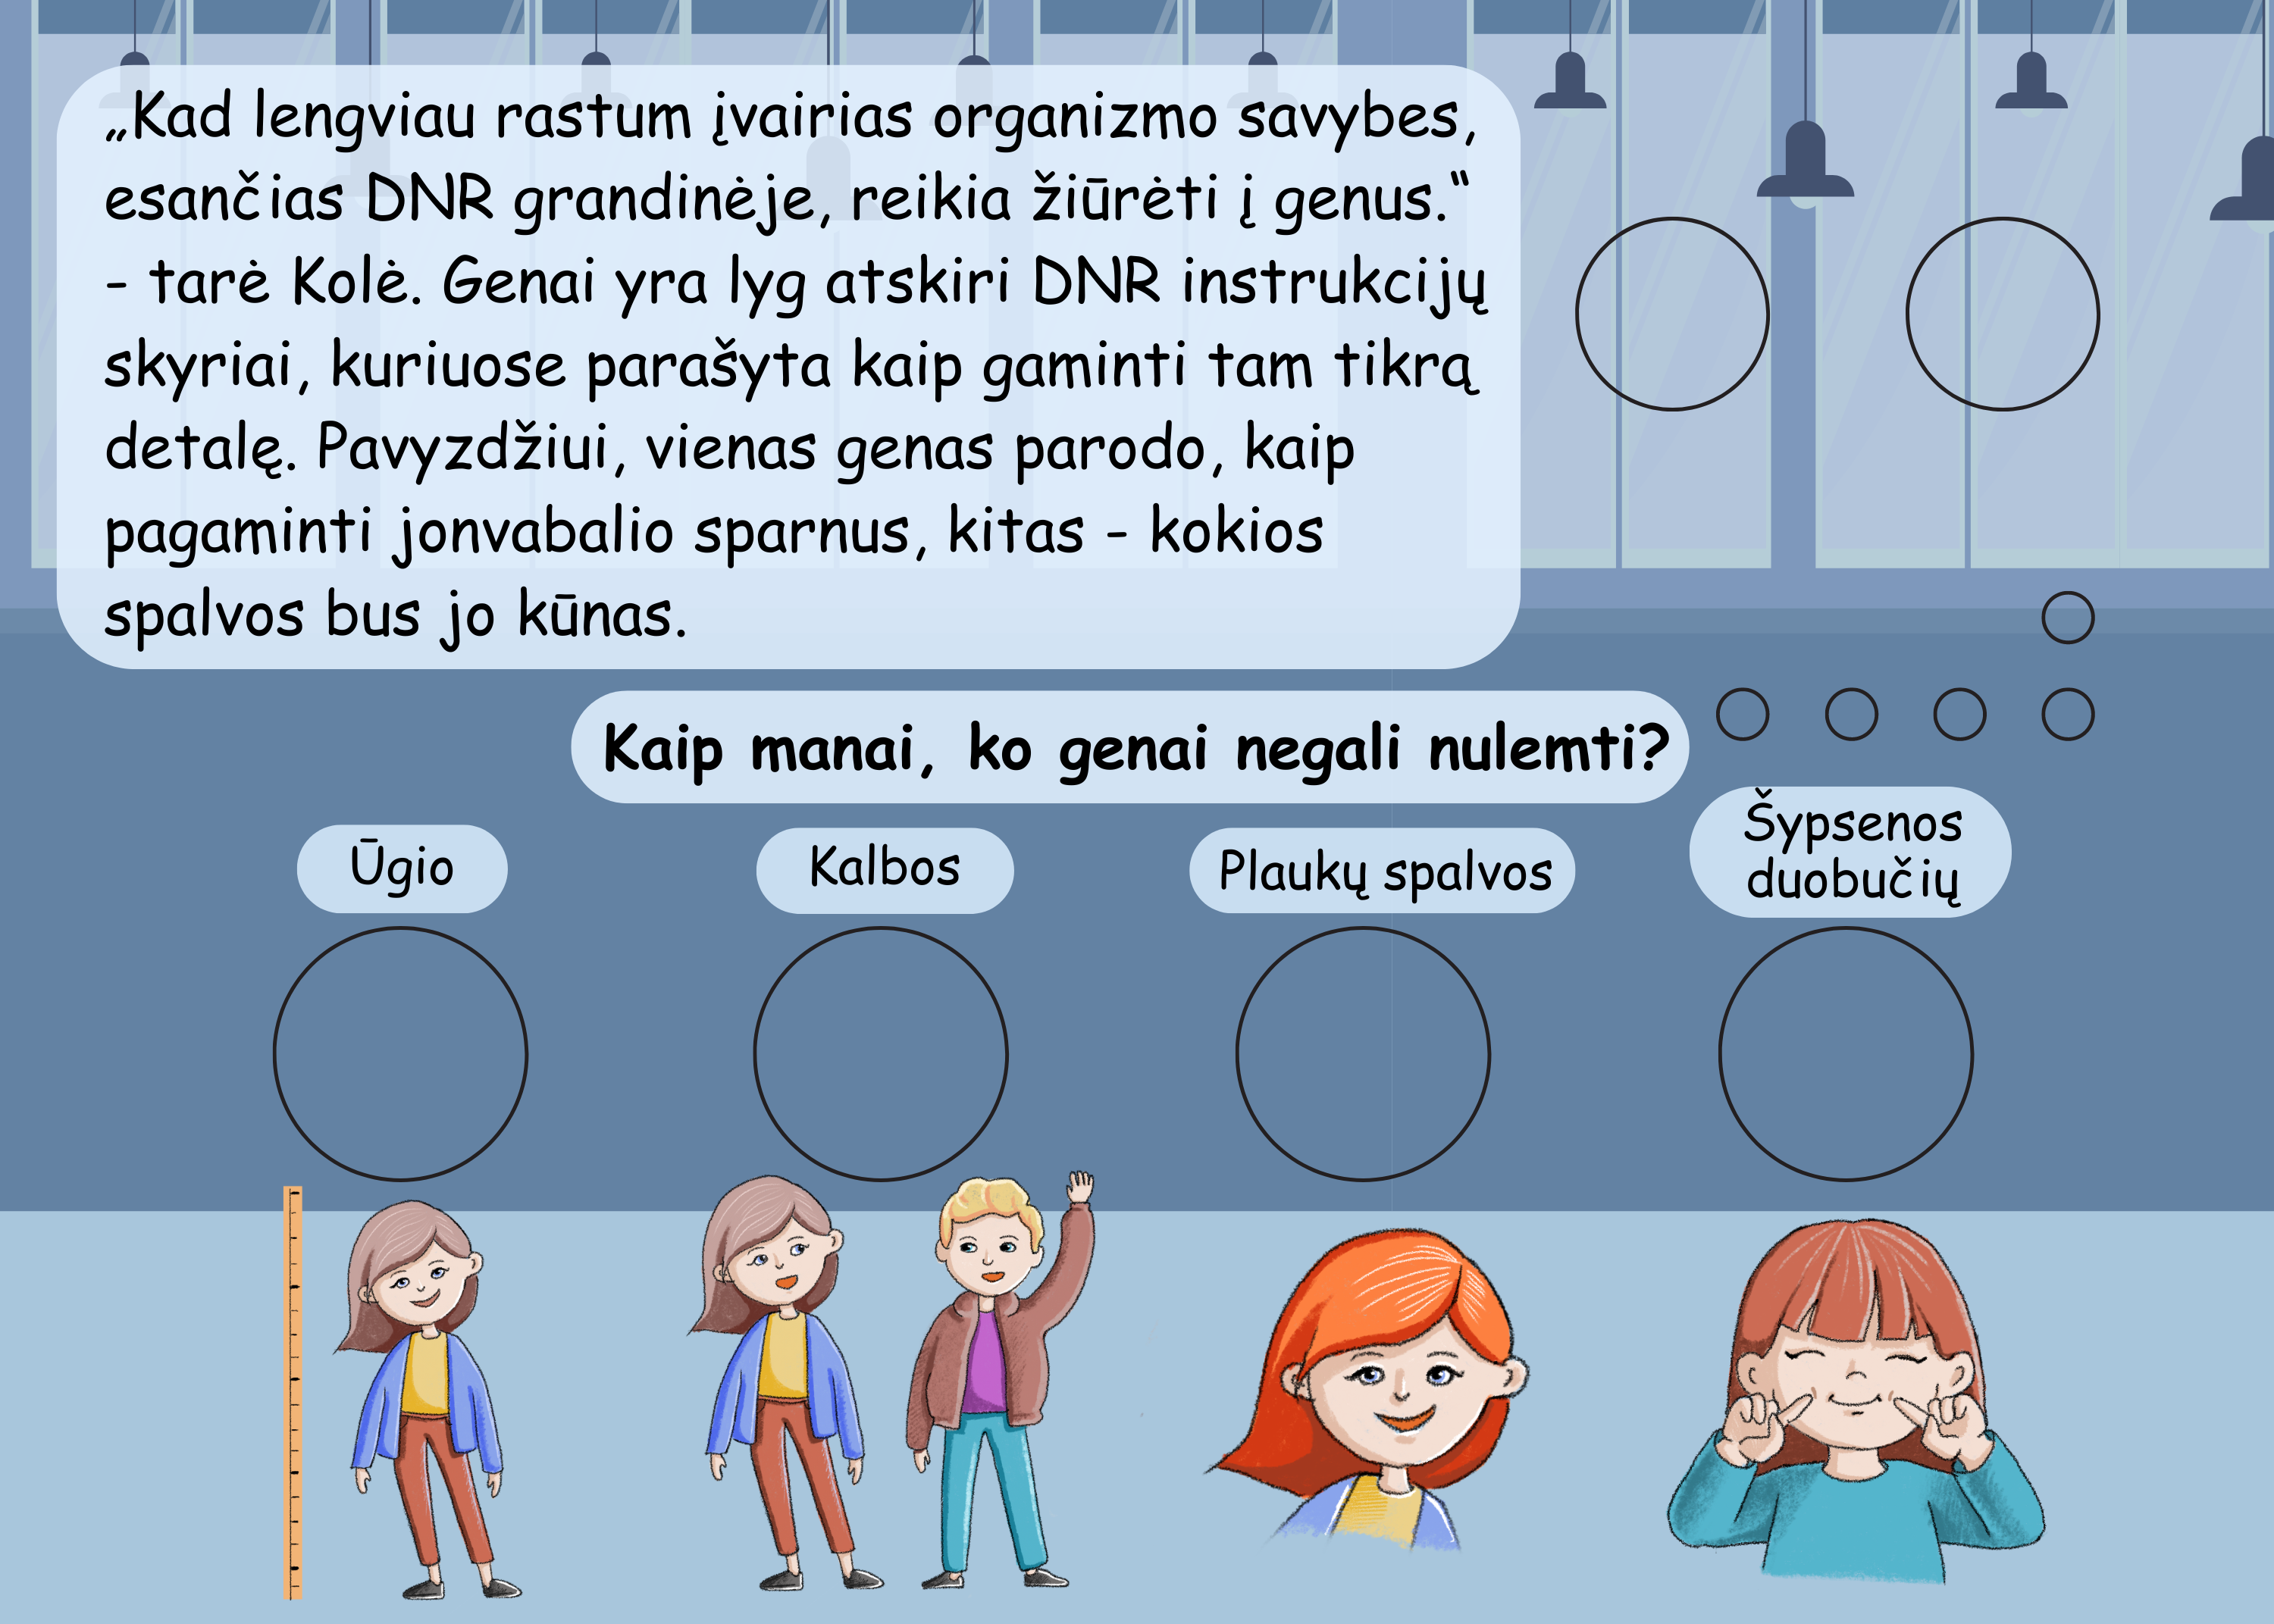 „Kad lengviau rastum įvairias organizmo savybes,
esančias DNR grandinėje, reikia žiūrėti į genus.“
- tarė Kolė. Genai yra lyg atskiri DNR instrukcijų
skyriai, kuriuose parašyta kaip gaminti tam tikrą
detalę. Pavyzdžiui, vienas genas parodo, kaip
pagaminti jonvabalio sparnus, kitas - kokios
spalvos bus jo kūnas.
Kaip manai, ko genai negali nulemti?
Ūgio
Kalbos
Plaukų spalvos
Šypsenos
duobučių